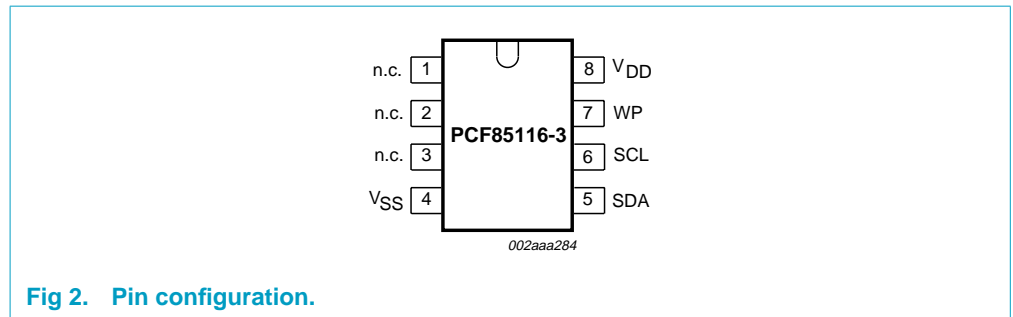 n.c. 1 8 VDD
n.c. 2 7 WP
PCF85116-3
n.c. 3 6 SCL
VSS 4 5 SDA
002aaa284
Fig 2. Pin configuration.